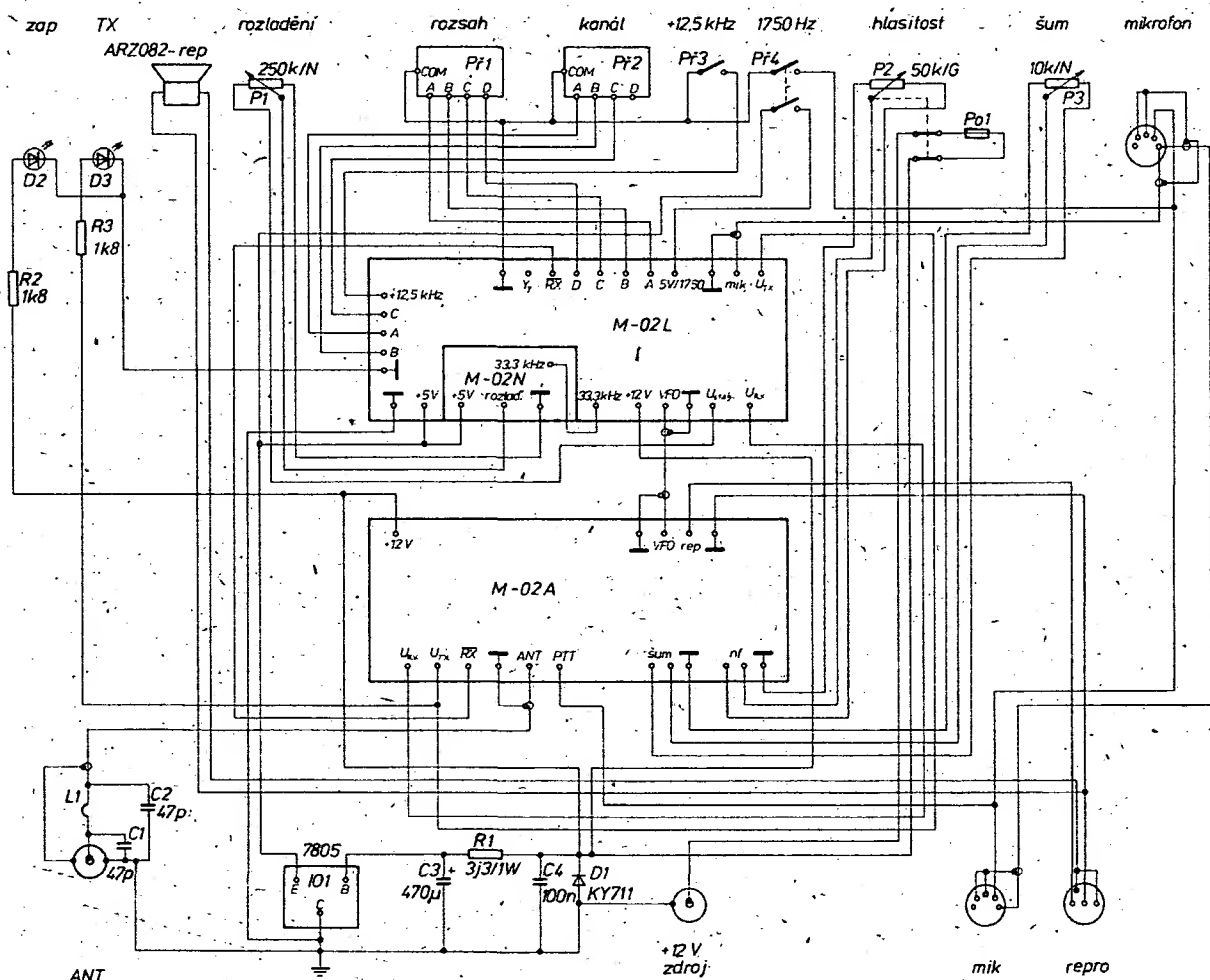 zap TX rozladění rozsah kanál +12,5 kHz 1750 Hz hlasitost šum mikrofon
ARZ082-rep
250k/N
P1
COM
Př1
A B C D
COM
Př2
A B C D
Př3
Př4
P2
50k/G
10k/N
P3
Po1
D2
D3
R3
1k8
R2
1k8
RX D C B A 5V/1750 mik. UTX
+12,5 kHz
C
A
B
M-02L
M-02N
33,3 kHz
+5V +5V rozlad. 33,3kHz +12V VFO URX
+12V
VFO rep
M-02A
URX UTX RX ANT PTT šum nf
L1
C2
47p
C1
47p
7805
IO1
E B
C
R1
3j3/1W
C3 +
470µ
C4
100n
D1
KY711
ANT
+12 V
zdroj
mik
repro